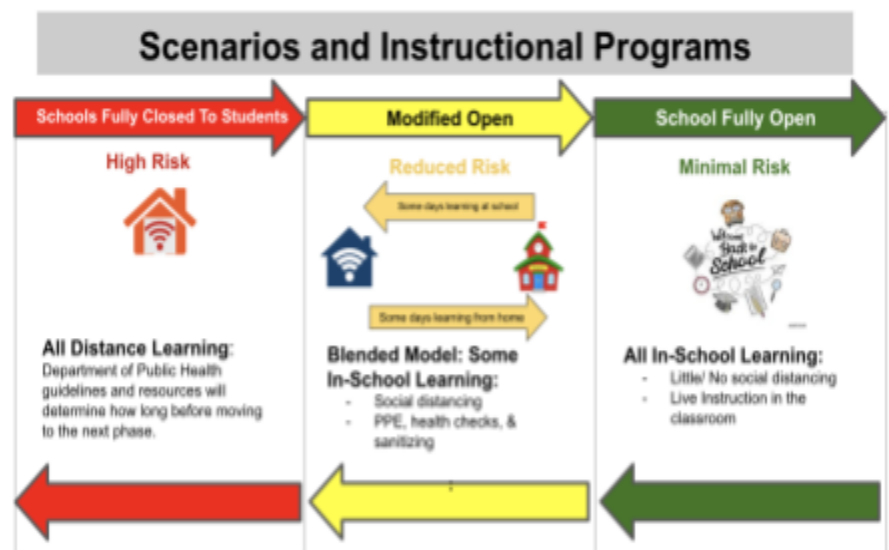 Scenarios and Instructional Programs
Schools Fully Closed To Students
Modified Open
School Fully Open
High Risk
Reduced Risk
Minimal Risk
Some days learning at school
Some days learning from home
Back to
School
All Distance Learning:
Department of Public Health
guidelines and resources will
determine how long before moving
to the next phase.
Blended Model: Some
In-School Learning:
- Social distancing
- PPE, health checks, &
sanitizing
All In-School Learning:
- Little/ No social distancing
- Live Instruction in the
classroom